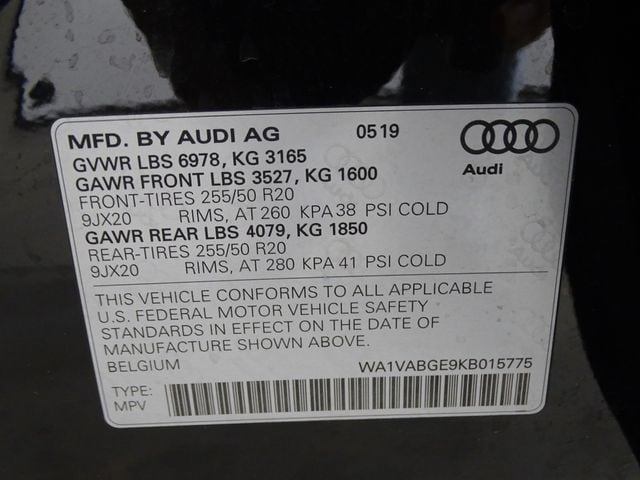 MFD. BY AUDI AG 0519
GVWR LBS 6978, KG 3165
GAWR FRONT LBS 3527, KG 1600
Audi
FRONT-TIRES 255/50 R20
9JX20 RIMS, AT 260 KPA 38 PSI COLD
GAWR REAR LBS 4079, KG 1850
REAR-TIRES 255/50 R20
9JX20 RIMS, AT 280 KPA 41 PSI COLD
THIS VEHICLE CONFORMS TO ALL APPLICABLE
U.S. FEDERAL MOTOR VEHICLE SAFETY
STANDARDS IN EFFECT ON THE DATE OF
MANUFACTURE SHOWN ABOVE.
BELGIUM WA1VABGE9KB015775
TYPE:
MPV